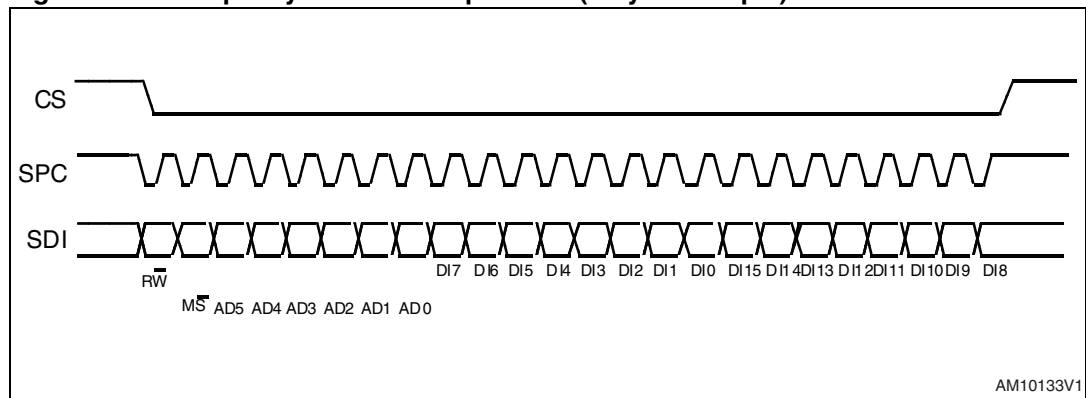 CS
SPC
SDI
RW̅
DI7 DI6 DI5 DI4 DI3 DI2 DI1 DI0 DI15 DI14 DI13 DI12 DI11 DI10 DI9 DI8
MS̅ AD5 AD4 AD3 AD2 AD1 AD0
AM10133V1